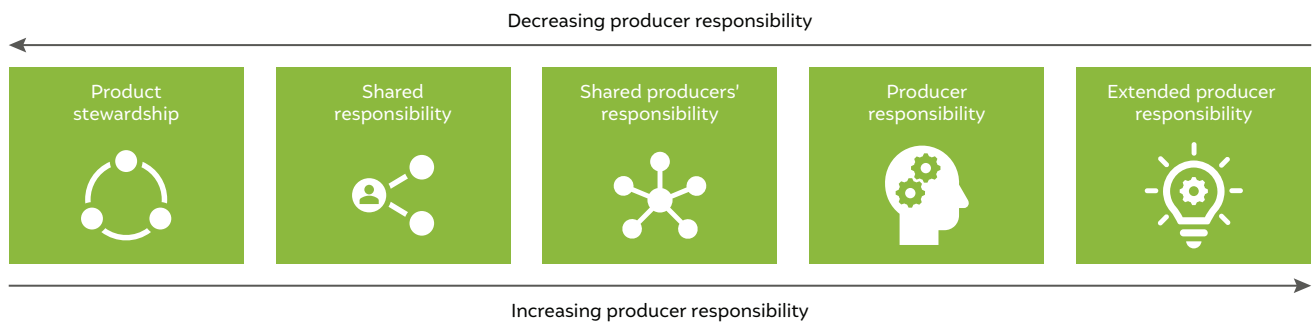 Decreasing producer responsibility
Product
stewardship
Shared
responsibility
Shared producers'
responsibility
Producer
responsibility
Extended producer
responsibility
Increasing producer responsibility